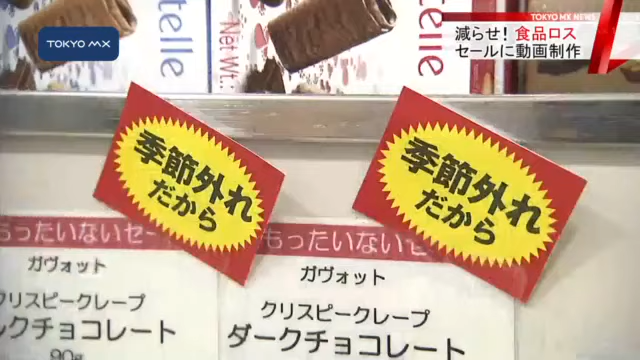 TOKYO MX
TOKYO MX NEWS
減らせ！食品ロス
セールに動画制作
telle
Net Wt.
telle
季節外れ
だから
季節外れ
だから
もったいないセー
ガヴォット
クリスピークレープ
ルクチョコレート
90g
もったいないセ
ガヴォット
クリスピークレープ
ダークチョコレート